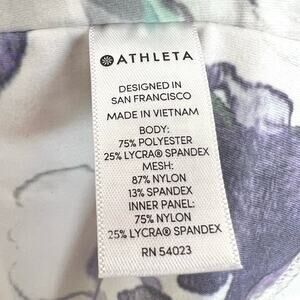 ATHLETA
DESIGNED IN
SAN FRANCISCO
MADE IN VIETNAM
BODY:
75% POLYESTER
25% LYCRA® SPANDEX
MESH:
87% NYLON
13% SPANDEX
INNER PANEL:
75% NYLON
25% LYCRA® SPANDEX
RN 54023